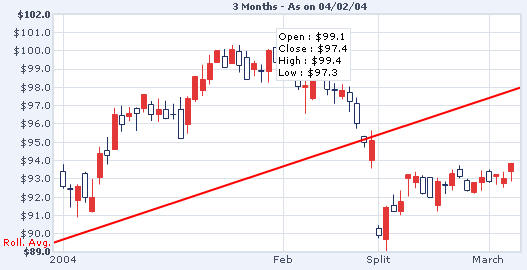 3 Months - As on 04/02/04
$102.0
$101.0
$100.0
$99.0
$98.0
$97.0
$96.0
$95.0
$94.0
$93.0
$92.0
$91.0
$90.0
Roll. Avg.
$89.0
Open : $99.1
Close : $97.4
High : $99.4
Low : $97.3
2004 Feb Split March